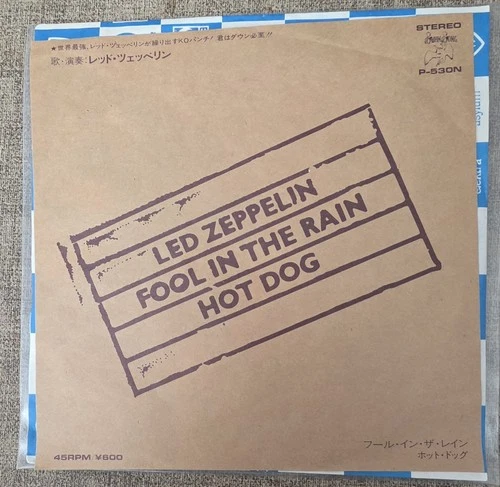 ★世界最強、レッド・ツェッペリンが繰り出すKOパンチ! 君はダウン必至!!
歌・演奏:レッド・ツェッペリン
STEREO
P-530N
asylum
LED ZEPPELIN
FOOL IN THE RAIN
HOT DOG
45RPM/¥600
フール・イン・ザ・レイン
ホット・ドッグ